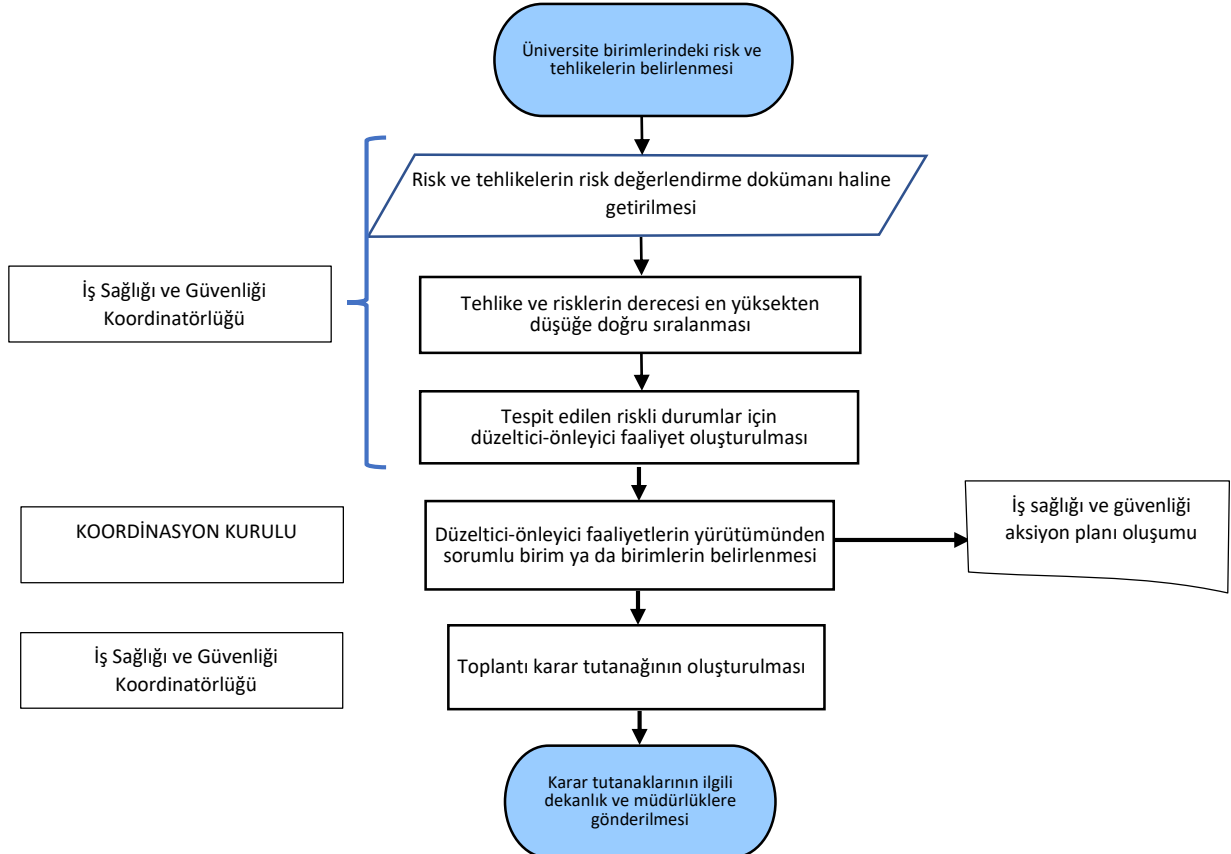 Üniversite birimlerindeki risk ve
tehlikelerin belirlenmesi
Risk ve tehlikelerin risk değerlendirme dokümanı haline
getirilmesi
İş Sağlığı ve Güvenliği
Koordinatörlüğü
Tehlike ve risklerin derecesi en yüksekten
düşüğe doğru sıralanması
Tespit edilen riskli durumlar için
düzeltici-önleyici faaliyet oluşturulması
KOORDİNASYON KURULU
Düzeltici-önleyici faaliyetlerin yürütümünden
sorumlu birim ya da birimlerin belirlenmesi
İş sağlığı ve güvenliği
aksiyon planı oluşumu
İş Sağlığı ve Güvenliği
Koordinatörlüğü
Toplantı karar tutanağının oluşturulması
Karar tutanaklarının ilgili
dekanlık ve müdürlüklere
gönderilmesi